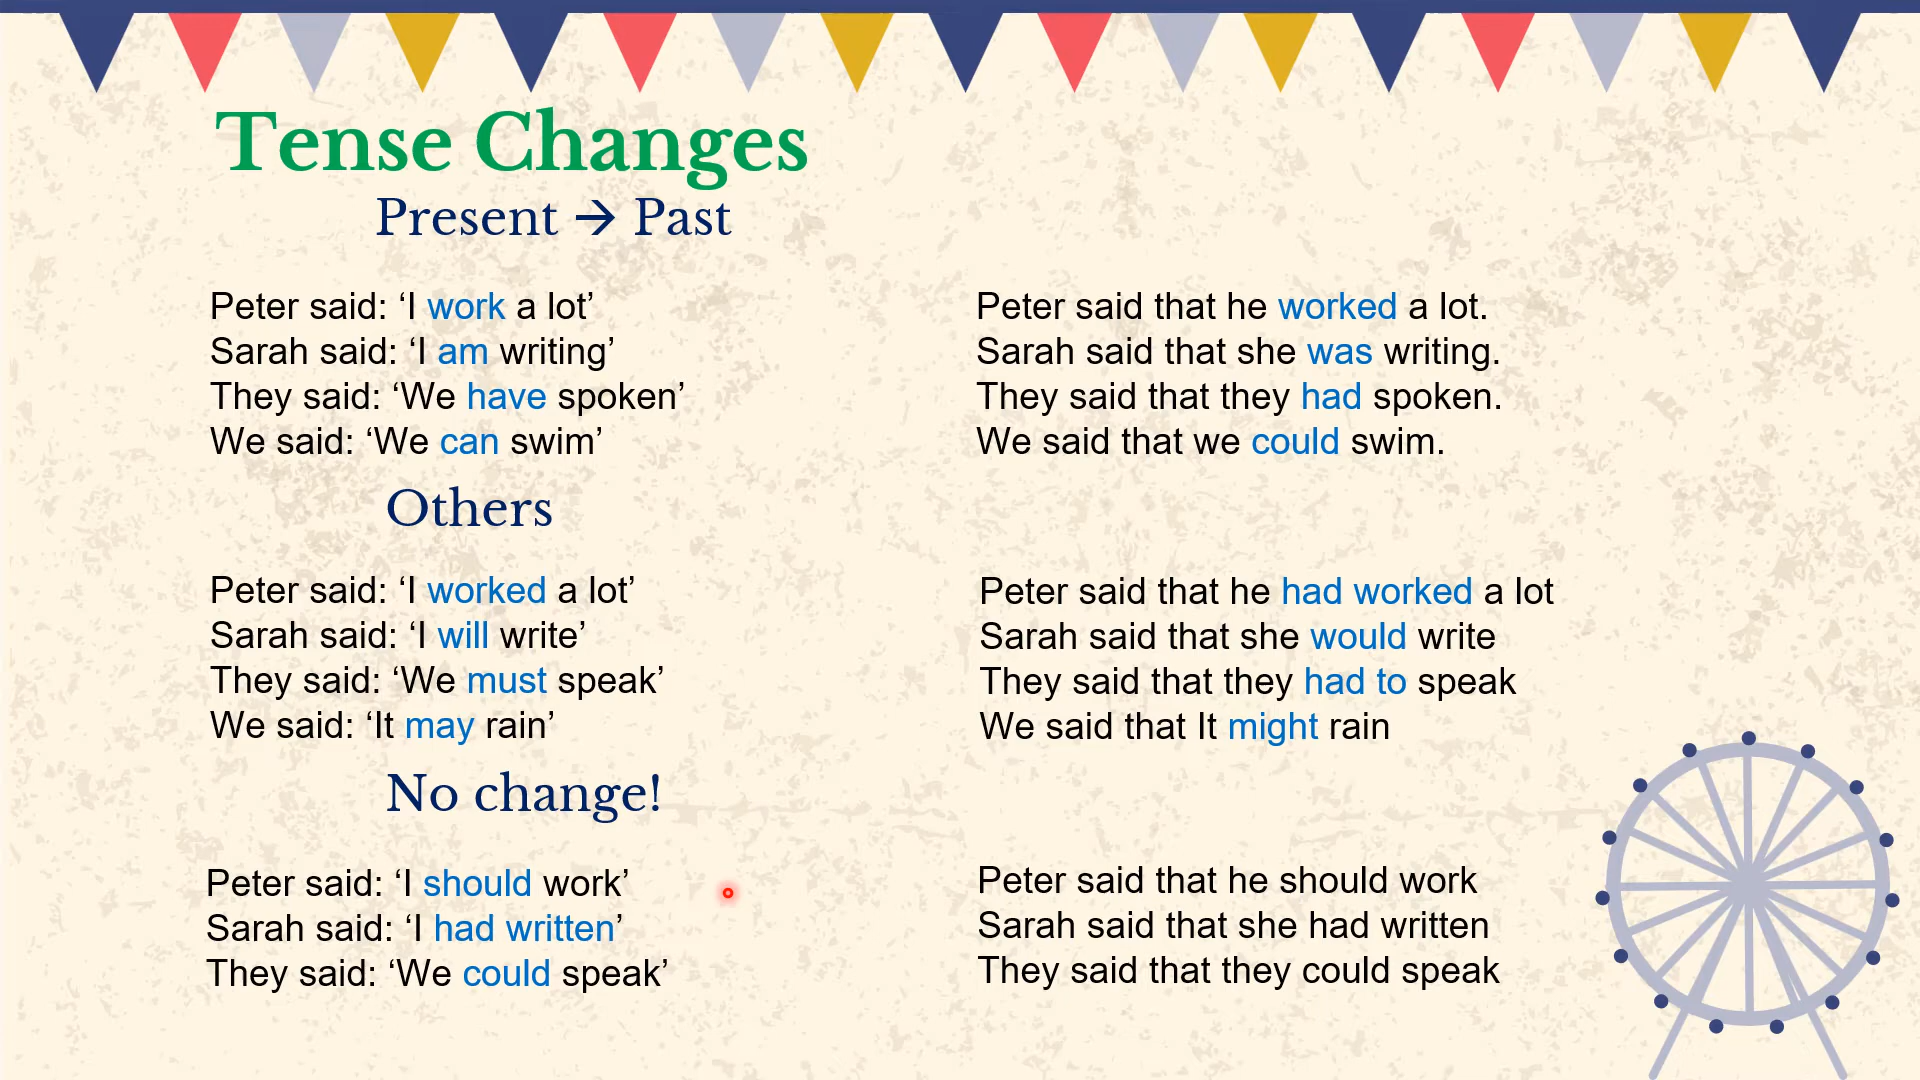 Tense Changes
Present → Past
Peter said: ‘I work a lot’
Sarah said: ‘I am writing’
They said: ‘We have spoken’
We said: ‘We can swim’
Peter said that he worked a lot.
Sarah said that she was writing.
They said that they had spoken.
We said that we could swim.
Others
Peter said: ‘I worked a lot’
Sarah said: ‘I will write’
They said: ‘We must speak’
We said: ‘It may rain’
Peter said that he had worked a lot
Sarah said that she would write
They said that they had to speak
We said that It might rain
No change!
Peter said: ‘I should work’
Sarah said: ‘I had written’
They said: ‘We could speak’
Peter said that he should work
Sarah said that she had written
They said that they could speak